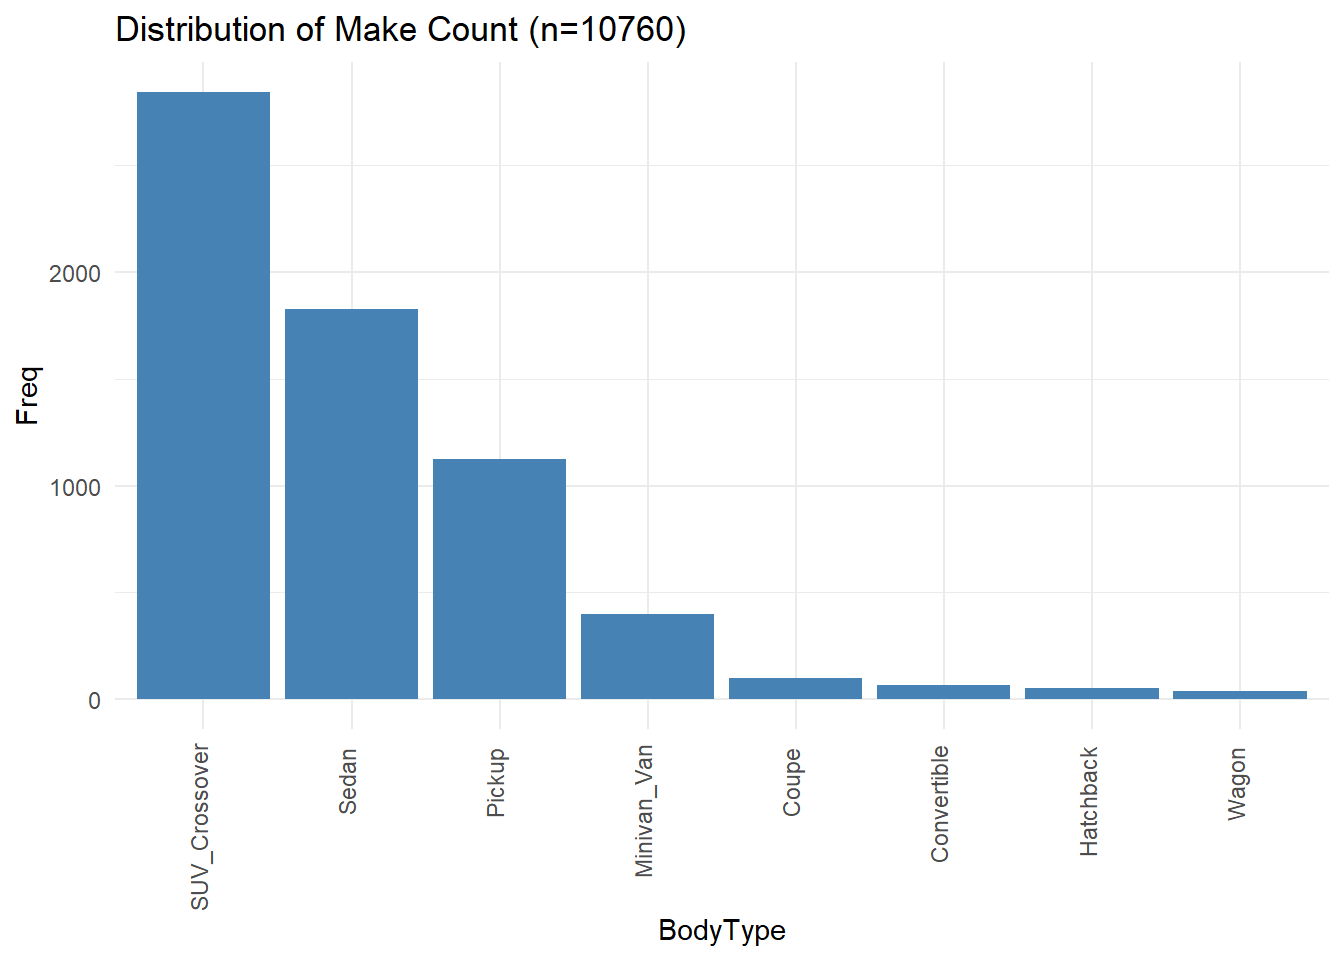 Distribution of Make Count (n=10760)
Freq
2000
1000
0
SUV_Crossover
Sedan
Pickup
Minivan_Van
Coupe
Convertible
Hatchback
Wagon
BodyType